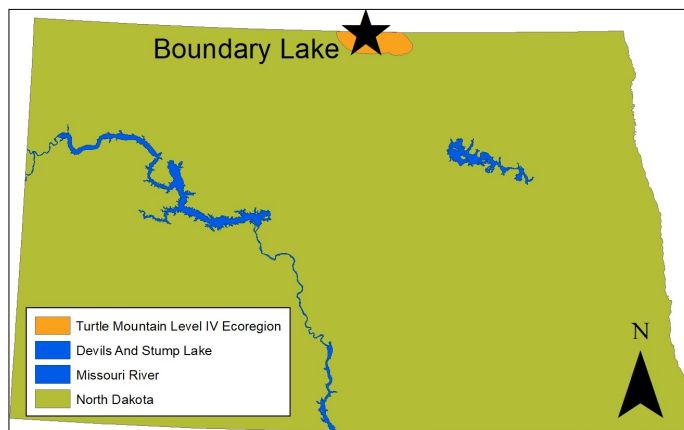 Boundary Lake
Turtle Mountain Level IV Ecoregion
Devils And Stump Lake
Missouri River
North Dakota
N